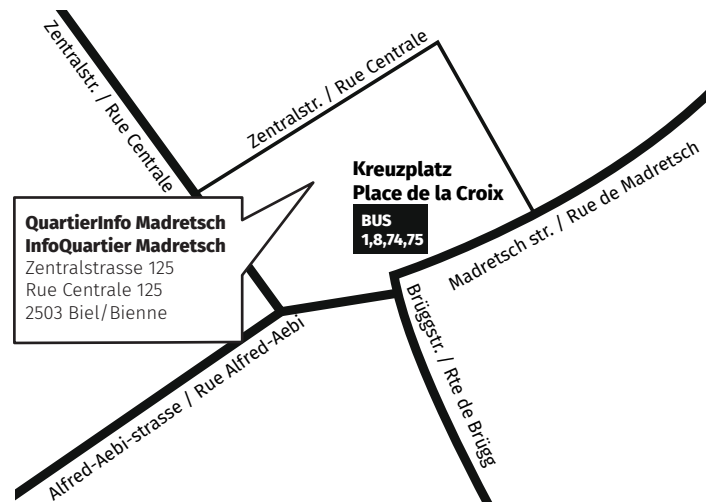 Zentralstr. / Rue Centrale
Zentralstr. / Rue Centrale
Kreuzplatz
Place de la Croix
BUS
1,8,74,75
Madretsch str. / Rue de Madretsch
QuartierInfo Madretsch
InfoQuartier Madretsch
Zentralstrasse 125
Rue Centrale 125
2503 Biel/Bienne
Brüggstr. / Rte de Brügg
Alfred-Aebi-strasse / Rue Alfred-Aebi